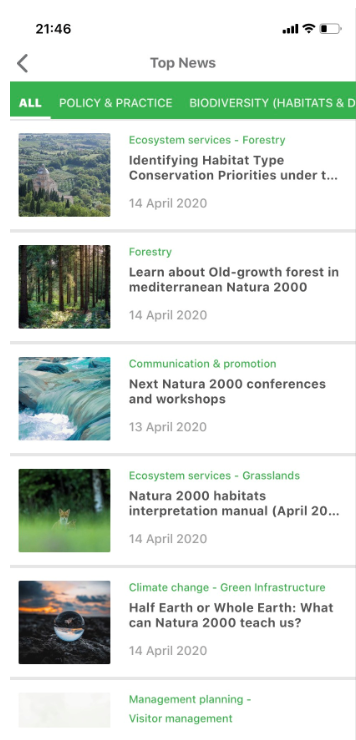 21:46
Top News
ALL POLICY & PRACTICE BIODIVERSITY (HABITATS & D
Ecosystem services - Forestry
Identifying Habitat Type
Conservation Priorities under t...
14 April 2020
Forestry
Learn about Old-growth forest in
mediterranean Natura 2000
14 April 2020
Communication & promotion
Next Natura 2000 conferences
and workshops
13 April 2020
Ecosystem services - Grasslands
Natura 2000 habitats
interpretation manual (April 20...
14 April 2020
Climate change - Green Infrastructure
Half Earth or Whole Earth: What
can Natura 2000 teach us?
14 April 2020
Management planning -
Visitor management